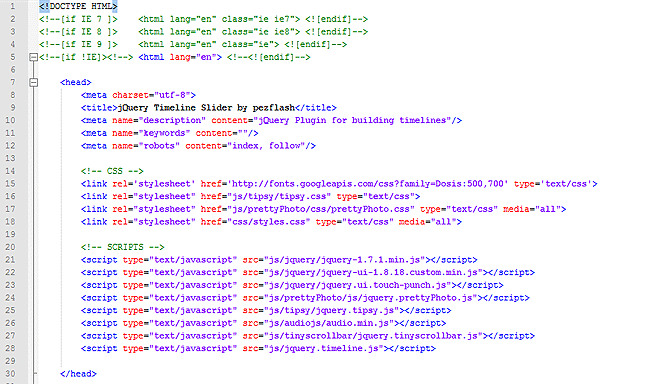 1 <!DOCTYPE HTML>
2 <!--[if IE 7 ]> <html lang="en" class="ie ie7"> <![endif]-->
3 <!--[if IE 8 ]> <html lang="en" class="ie ie8"> <![endif]-->
4 <!--[if IE 9 ]> <html lang="en" class="ie"> <![endif]-->
5 <!--[if !IE]><!--> <html lang="en"> <!--<![endif]-->
6
7 <head>
8 <meta charset="utf-8">
9 <title>jQuery Timeline Slider by pezflash</title>
10 <meta name="description" content="jQuery Plugin for building timelines"/>
11 <meta name="keywords" content=""/>
12 <meta name="robots" content="index, follow"/>
13
14 <!-- CSS -->
15 <link rel='stylesheet' href='http://fonts.googleapis.com/css?family=Dosis:500,700' type='text/css'>
16 <link rel="stylesheet" href="js/tipsy/tipsy.css" type="text/css">
17 <link rel="stylesheet" href="js/prettyPhoto/css/prettyPhoto.css" type="text/css" media="all">
18 <link rel="stylesheet" href="css/styles.css" type="text/css" media="all">
19
20 <!-- SCRIPTS -->
21 <script type="text/javascript" src="js/jquery/jquery-1.7.1.min.js"></script>
22 <script type="text/javascript" src="js/jquery/jquery-ui-1.8.18.custom.min.js"></script>
23 <script type="text/javascript" src="js/jquery/jquery.ui.touch-punch.js"></script>
24 <script type="text/javascript" src="js/prettyPhoto/js/jquery.prettyPhoto.js"></script>
25 <script type="text/javascript" src="js/tipsy/jquery.tipsy.js"></script>
26 <script type="text/javascript" src="js/audiojs/audio.min.js"></script>
27 <script type="text/javascript" src="js/tinyscrollbar/jquery.tinyscrollbar.js"></script>
28 <script type="text/javascript" src="js/jquery.timeline.js"></script>
29
30 </head>